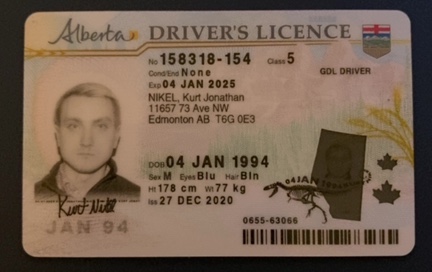 Alberta DRIVER'S LICENCE
No 158318-154 Class 5
Cond/End None GDL DRIVER
Exp 04 JAN 2025
NIKEL, Kurt Jonathan
11657 73 Ave NW
Edmonton AB T6G 0E3
DOB 04 JAN 1994
Sex M Eyes Blu Hair Bln
Ht 178 cm Wt 77 kg
Iss 27 DEC 2020
Kurt Nikel
JAN 94
0655-63066